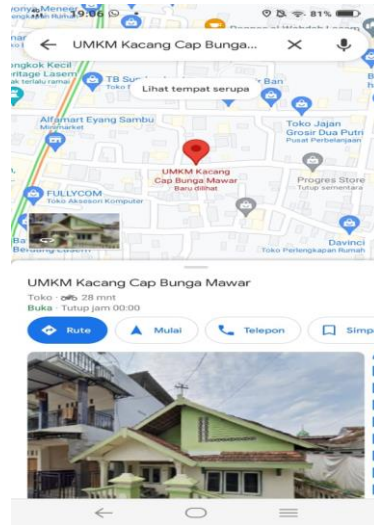 19:06
81%
UMKM Kacang Cap Bunga...
Lihat tempat serupa
Alfamart Eyang Sambu
Minimarket
Toko Jajan
Grosir Dua Putri
Pusat Perbelanjaan
UMKM Kacang
Cap Bunga Mawar
Baru dilihat
Progres Store
Tutup sementara
FULLYCOM
Toko Aksesori Komputer
Davinci
Toko Perlengkapan Rumah
UMKM Kacang Cap Bunga Mawar
Toko · 28 mnt
Buka · Tutup jam 00:00
Rute
Mulai
Telepon
Simp